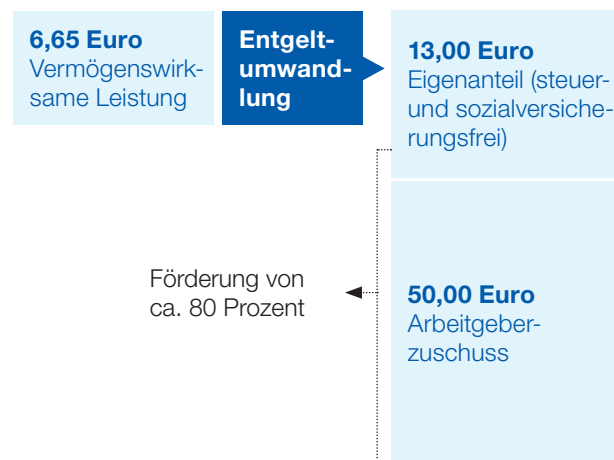 6,65 Euro
Vermögenswirk-
same Leistung
Entgelt-
umwand-
lung
13,00 Euro
Eigenanteil (steuer-
und sozialversiche-
rungsfrei)
Förderung von
ca. 80 Prozent
50,00 Euro
Arbeitgeber-
zuschuss